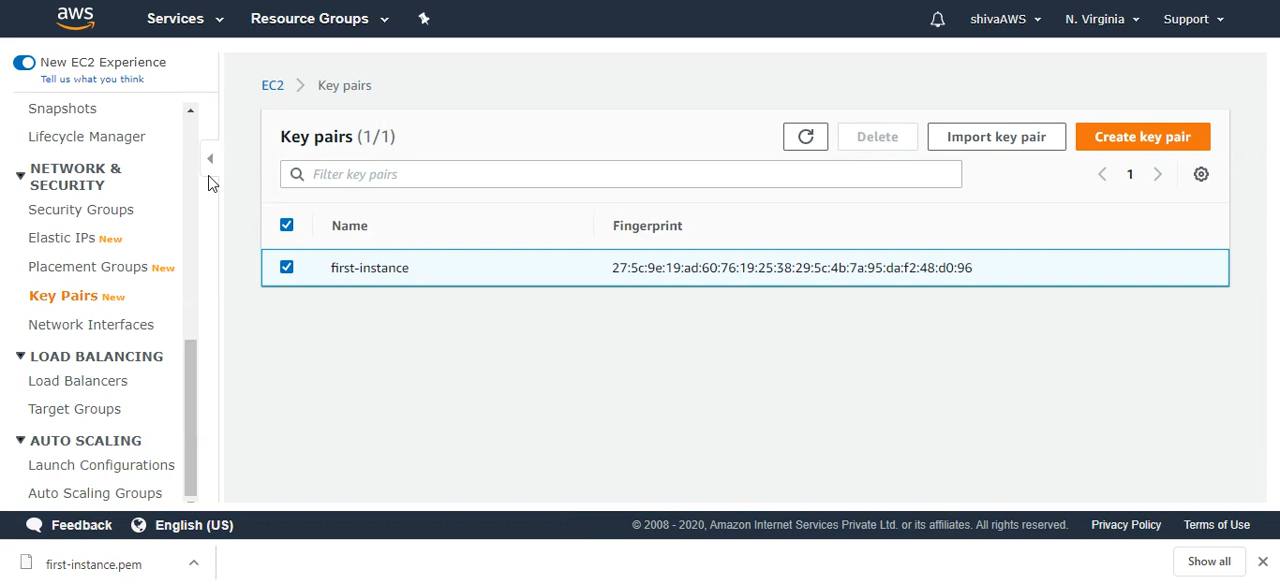 aws Services Resource Groups shivaAWS N. Virginia Support
New EC2 Experience
Tell us what you think
Snapshots
Lifecycle Manager
NETWORK &
SECURITY
Security Groups
Elastic IPs New
Placement Groups New
Key Pairs New
Network Interfaces
LOAD BALANCING
Load Balancers
Target Groups
AUTO SCALING
Launch Configurations
Auto Scaling Groups
EC2 Key pairs
Key pairs (1/1) Delete Import key pair Create key pair
Filter key pairs 1
Name Fingerprint
first-instance 27:5c:9e:19:ad:60:76:19:25:38:29:5c:4b:7a:95:da:f2:48:d0:96
Feedback English (US) © 2008 - 2020, Amazon Internet Services Private Ltd. or its affiliates. All rights reserved. Privacy Policy Terms of Use
first-instance.pem Show all